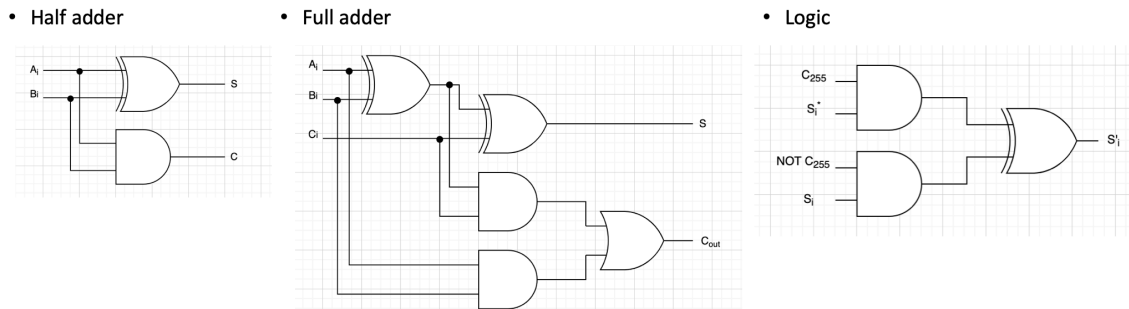 • Half adder
Ai
Bi
S
C
• Full adder
Ai
Bi
Ci
S
Cout
• Logic
C255
Si*
NOT C255
Si
S'i